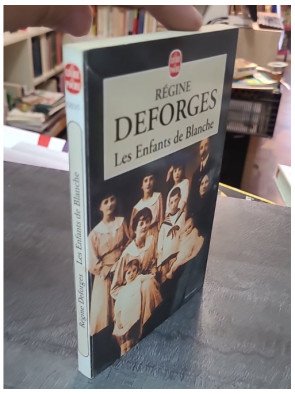 RÉGINE
DEFORGES
Les Enfants de Blanche
Régine Deforges Les Enfants de Blanche